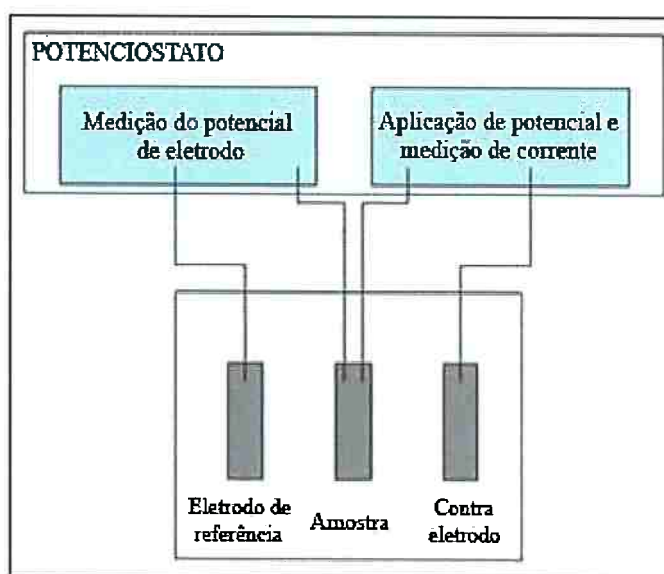 POTENCIOSTATO
Medição do potencial
de eletrodo
Aplicação de potencial e
medição de corrente
Eletrodo de
referência
Amostra
Contra
eletrodo